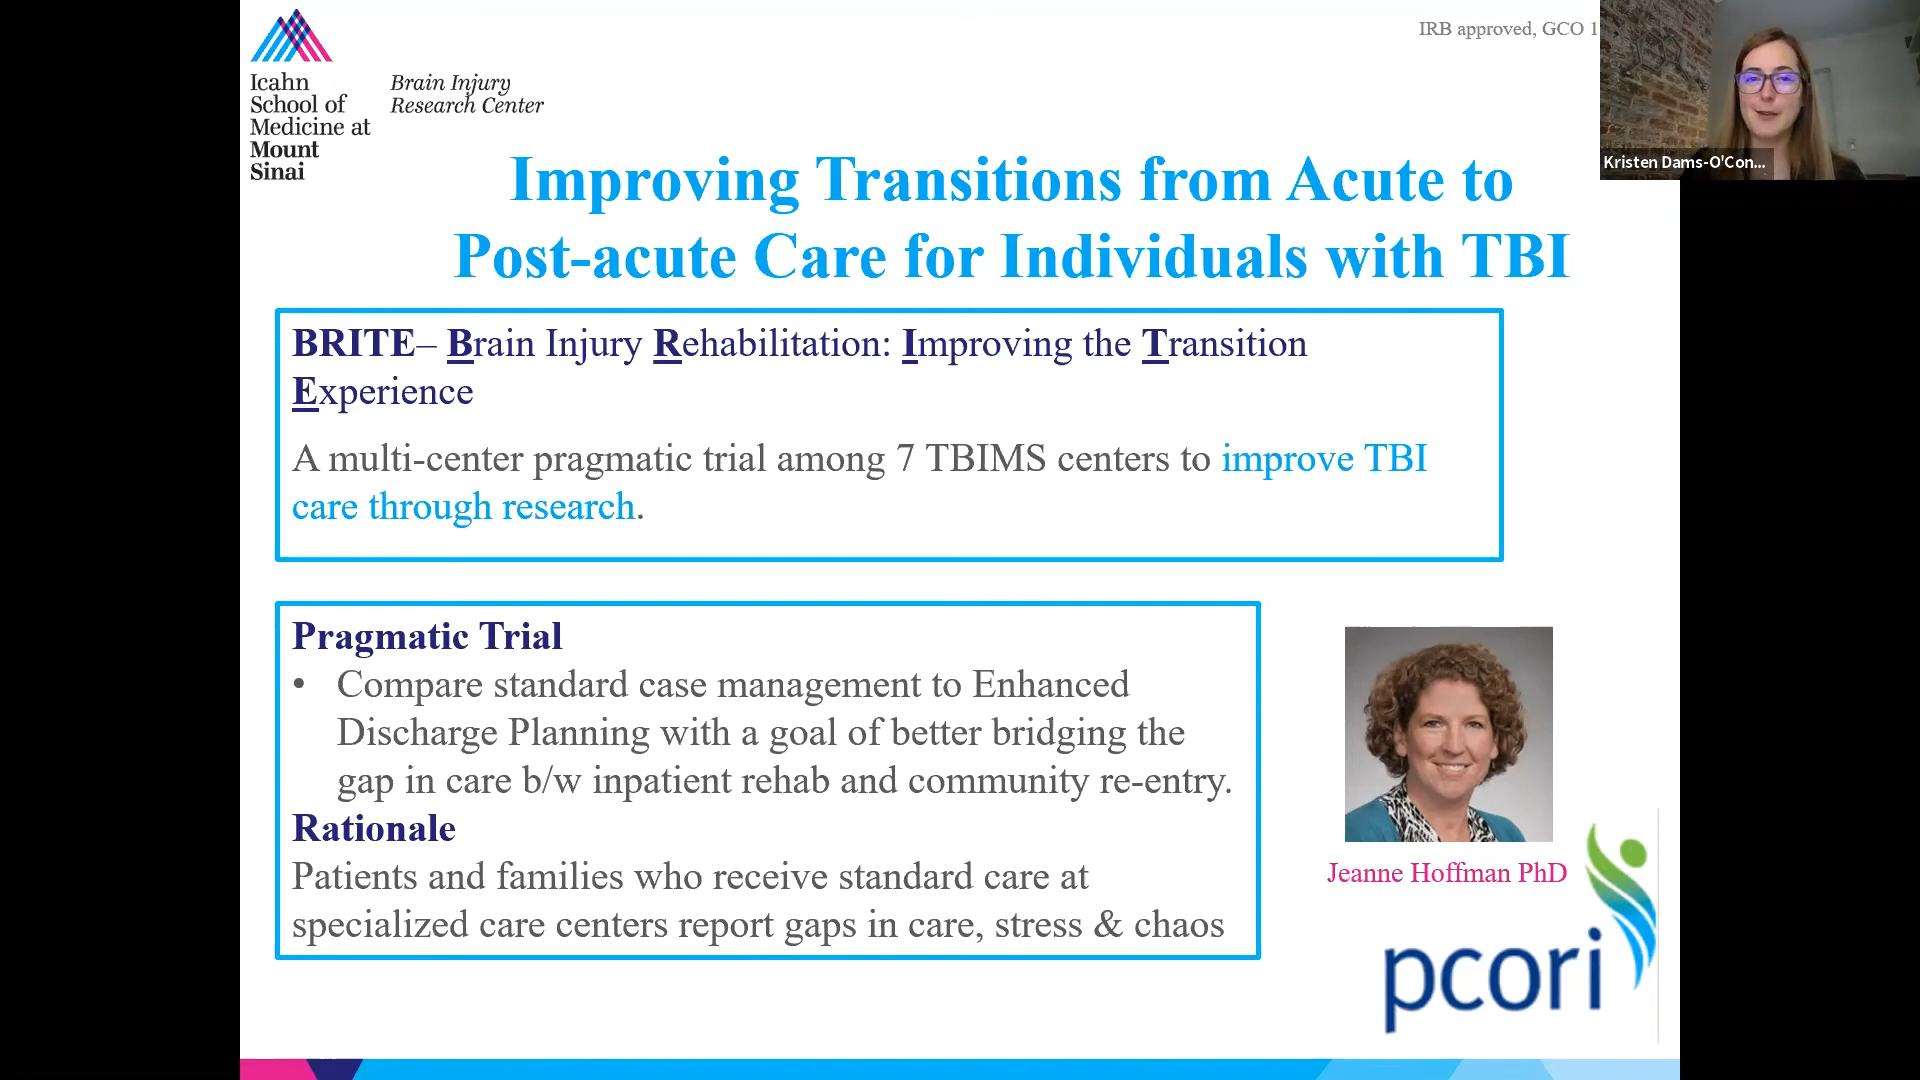 Icahn
School of
Medicine at
Mount
Sinai
Brain Injury
Research Center
IRB approved, GCO 1
Kristen Dams-O'Con...
Improving Transitions from Acute to
Post-acute Care for Individuals with TBI
BRITE– Brain Injury Rehabilitation: Improving the Transition
Experience
A multi-center pragmatic trial among 7 TBIMS centers to improve TBI
care through research.
Pragmatic Trial
• Compare standard case management to Enhanced
Discharge Planning with a goal of better bridging the
gap in care b/w inpatient rehab and community re-entry.
Rationale
Patients and families who receive standard care at
specialized care centers report gaps in care, stress & chaos
Jeanne Hoffman PhD
pcori